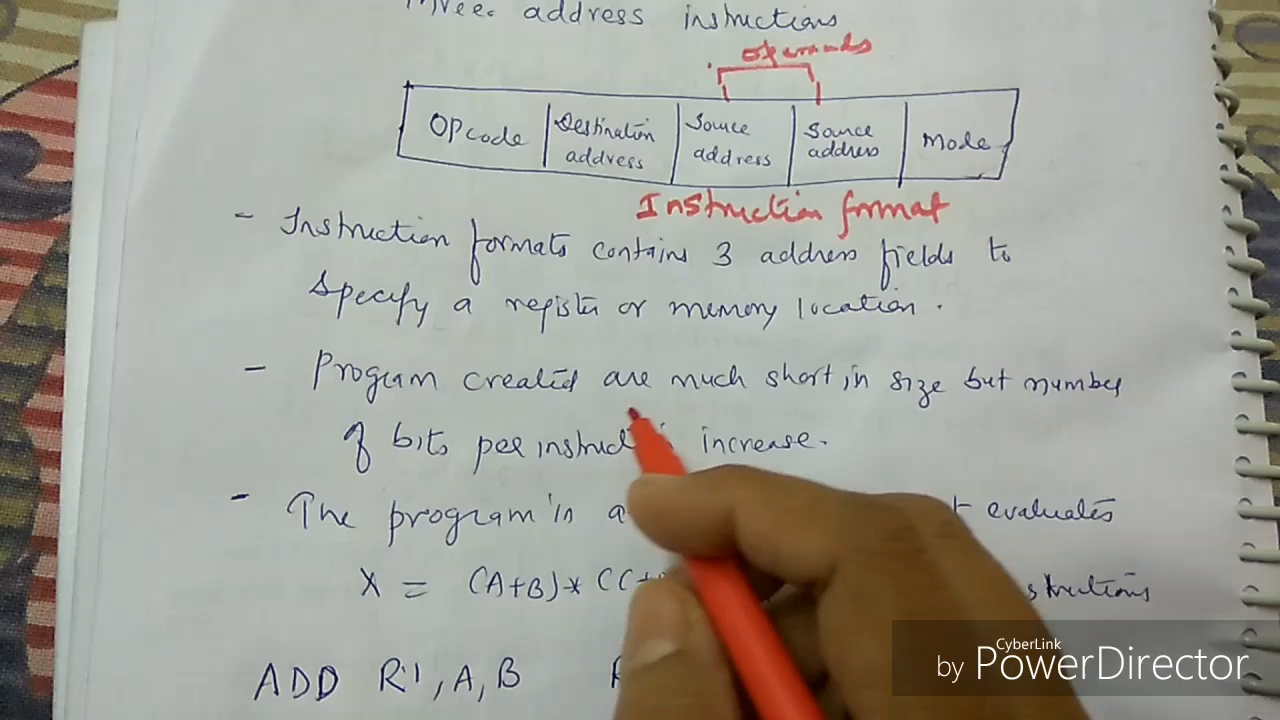 Three address instructions
operands
Opcode Destination address Source address Source address Mode
Instruction format
- Instruction formats contains 3 address fields to
specify a register or memory location.
- Program created are much short in size but number
of bits per increase.
- The program in evaluates
X = (A+B)*
ADD R1, A, B
CyberLink
by PowerDirector